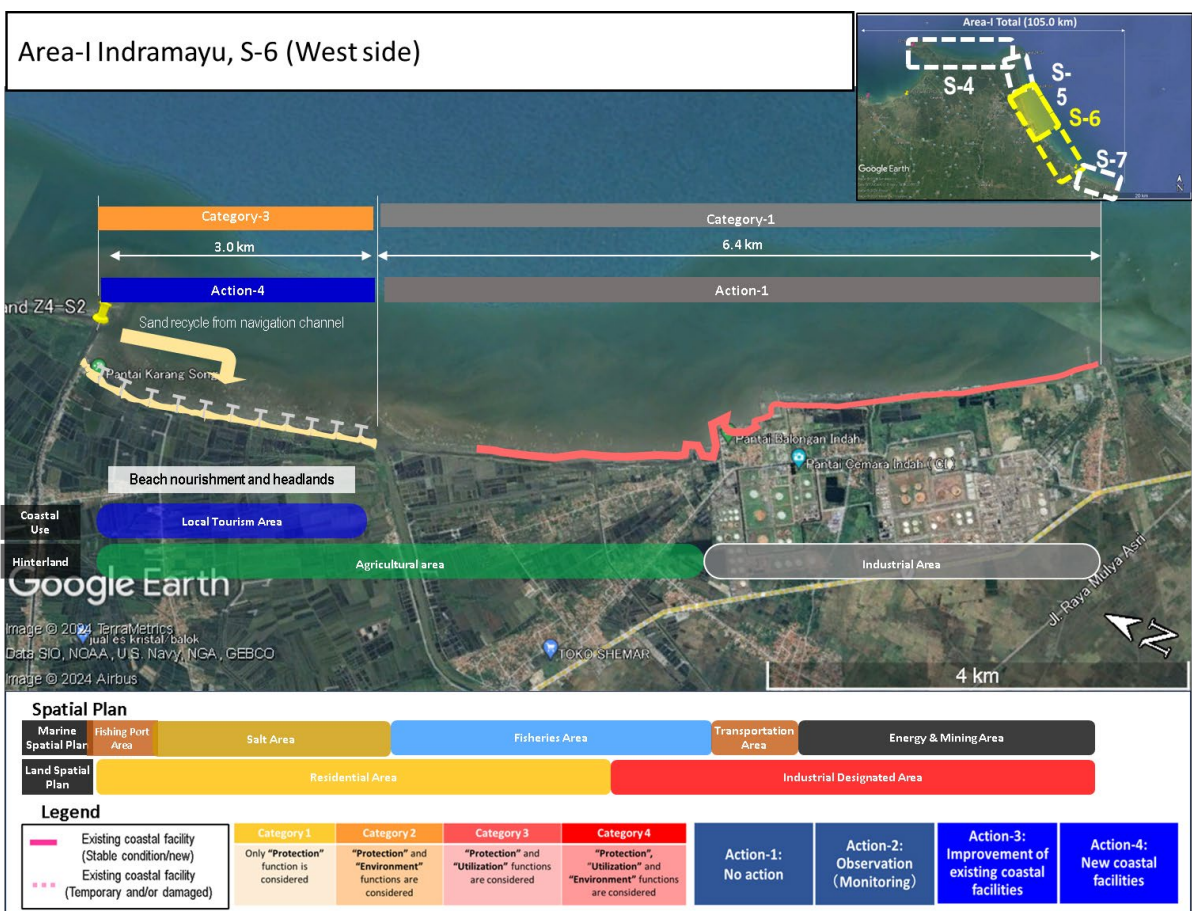 Area-I Indramayu, S-6 (West side)
Area-I Total (105.0 km)
S-4
S-
5
S-6
S-7
Google Earth
N
20 km
Category-3
Category-1
3.0 km
6.4 km
Action-4
Action-1
and Z4-S2
Sand recycle from navigation channel
Pantai Karang Song
Pantai Balongan Indah
Pantai Cemara Indah ( CI )
Beach nourishment and headlands
Coastal
Use
Local Tourism Area
Hinterland
Agricultural area
Industrial Area
Google Earth
Jl. Raya Mulya Asri
Image © 2024 TerraMetrics
jual es kristal/balok
Data SIO, NOAA, U.S. Navy, NGA, GEBCO
TOKO SHEMAR
Image © 2024 Airbus
N
4 km
Spatial Plan
Marine
Spatial Plan
Fishing Port
Area
Salt Area
Fisheries Area
Transportation
Area
Energy & Mining Area
Land Spatial
Plan
Residential Area
Industrial Designated Area
Legend
Existing coastal facility
(Stable condition/new)
Existing coastal facility
(Temporary and/or damaged)
Category 1
Only "Protection"
function is
considered
Category 2
"Protection" and
"Environment"
functions are
considered
Category 3
"Protection" and
"Utilization" functions
are considered
Category 4
"Protection",
"Utilization" and
"Environment" functions
are considered
Action-1:
No action
Action-2:
Observation
(Monitoring)
Action-3:
Improvement of
existing coastal
facilities
Action-4:
New coastal
facilities